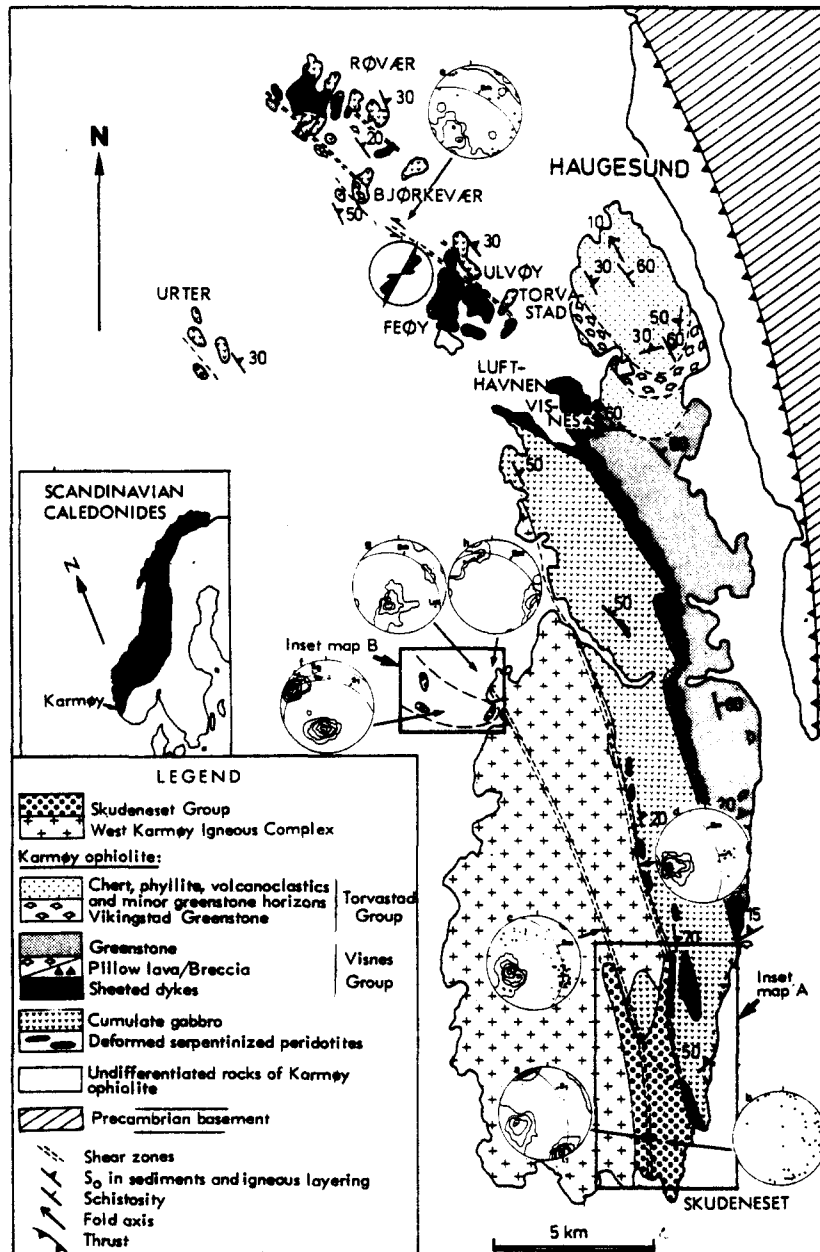 RØVÆR
30
20
N
HAUGESUND
BJØRKEVÆR
50
10
30
60
30
ULVØY
URTER
TORVA
STAD
50
30
60
FEØY
30
LUFT-
HAVNEN
VIS-
NES
60
60
50
SCANDINAVIAN
CALEDONIDES
Z
50
Inset map B
Karmøy
60
LEGEND
20
20
Skudeneset Group
West Karmøy Igneous Complex
Karmøy ophiolite:
Chert, phyllite, volcanoclastics
and minor greenstone horizons
Vikingstad Greenstone
Torvastad
Group
15
70
Greenstone
Pillow lava/Breccia
Sheeted dykes
Visnes
Group
Inset
map A
Cumulate gabbro
Deformed serpentinized peridotites
50
Undifferentiated rocks of Karmøy
ophiolite
Precambrian basement
Shear zones
So in sediments and igneous layering
Schistosity
Fold axis
Thrust
SKUDENESET
5 km